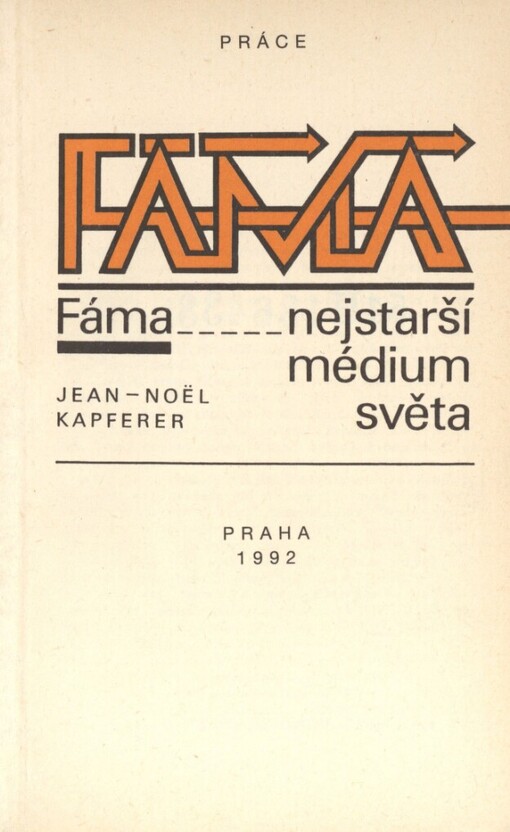 PRÁCE
FÁMA
Fáma_____nejstarší
médium
světa
JEAN–NOËL
KAPFERER
PRAHA
1992